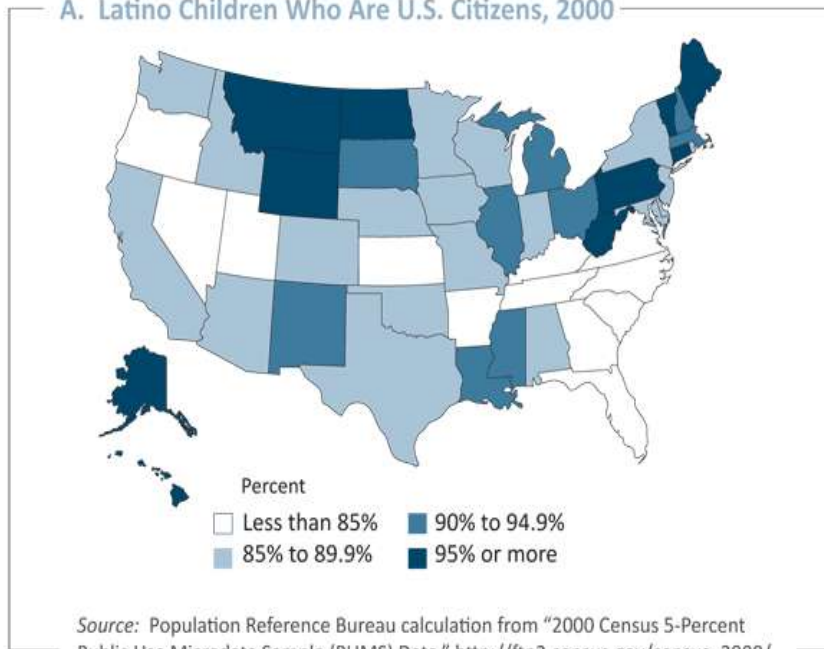 A. Latino Children Who Are U.S. Citizens, 2000
Percent
Less than 85%
90% to 94.9%
85% to 89.9%
95% or more
Source: Population Reference Bureau calculation from “2000 Census 5-Percent